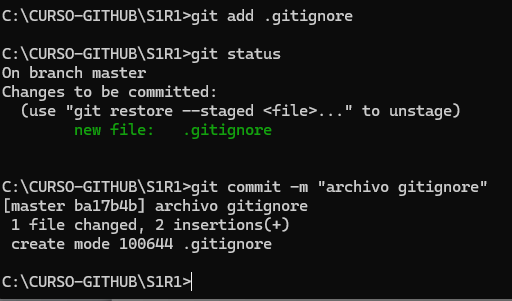 C:\CURSO-GITHUB\S1R1>git add .gitignore
C:\CURSO-GITHUB\S1R1>git status
On branch master
Changes to be committed:
  (use "git restore --staged <file>..." to unstage)
        new file:   .gitignore
C:\CURSO-GITHUB\S1R1>git commit -m "archivo gitignore"
[master ba17b4b] archivo gitignore
 1 file changed, 2 insertions(+)
 create mode 100644 .gitignore
C:\CURSO-GITHUB\S1R1>